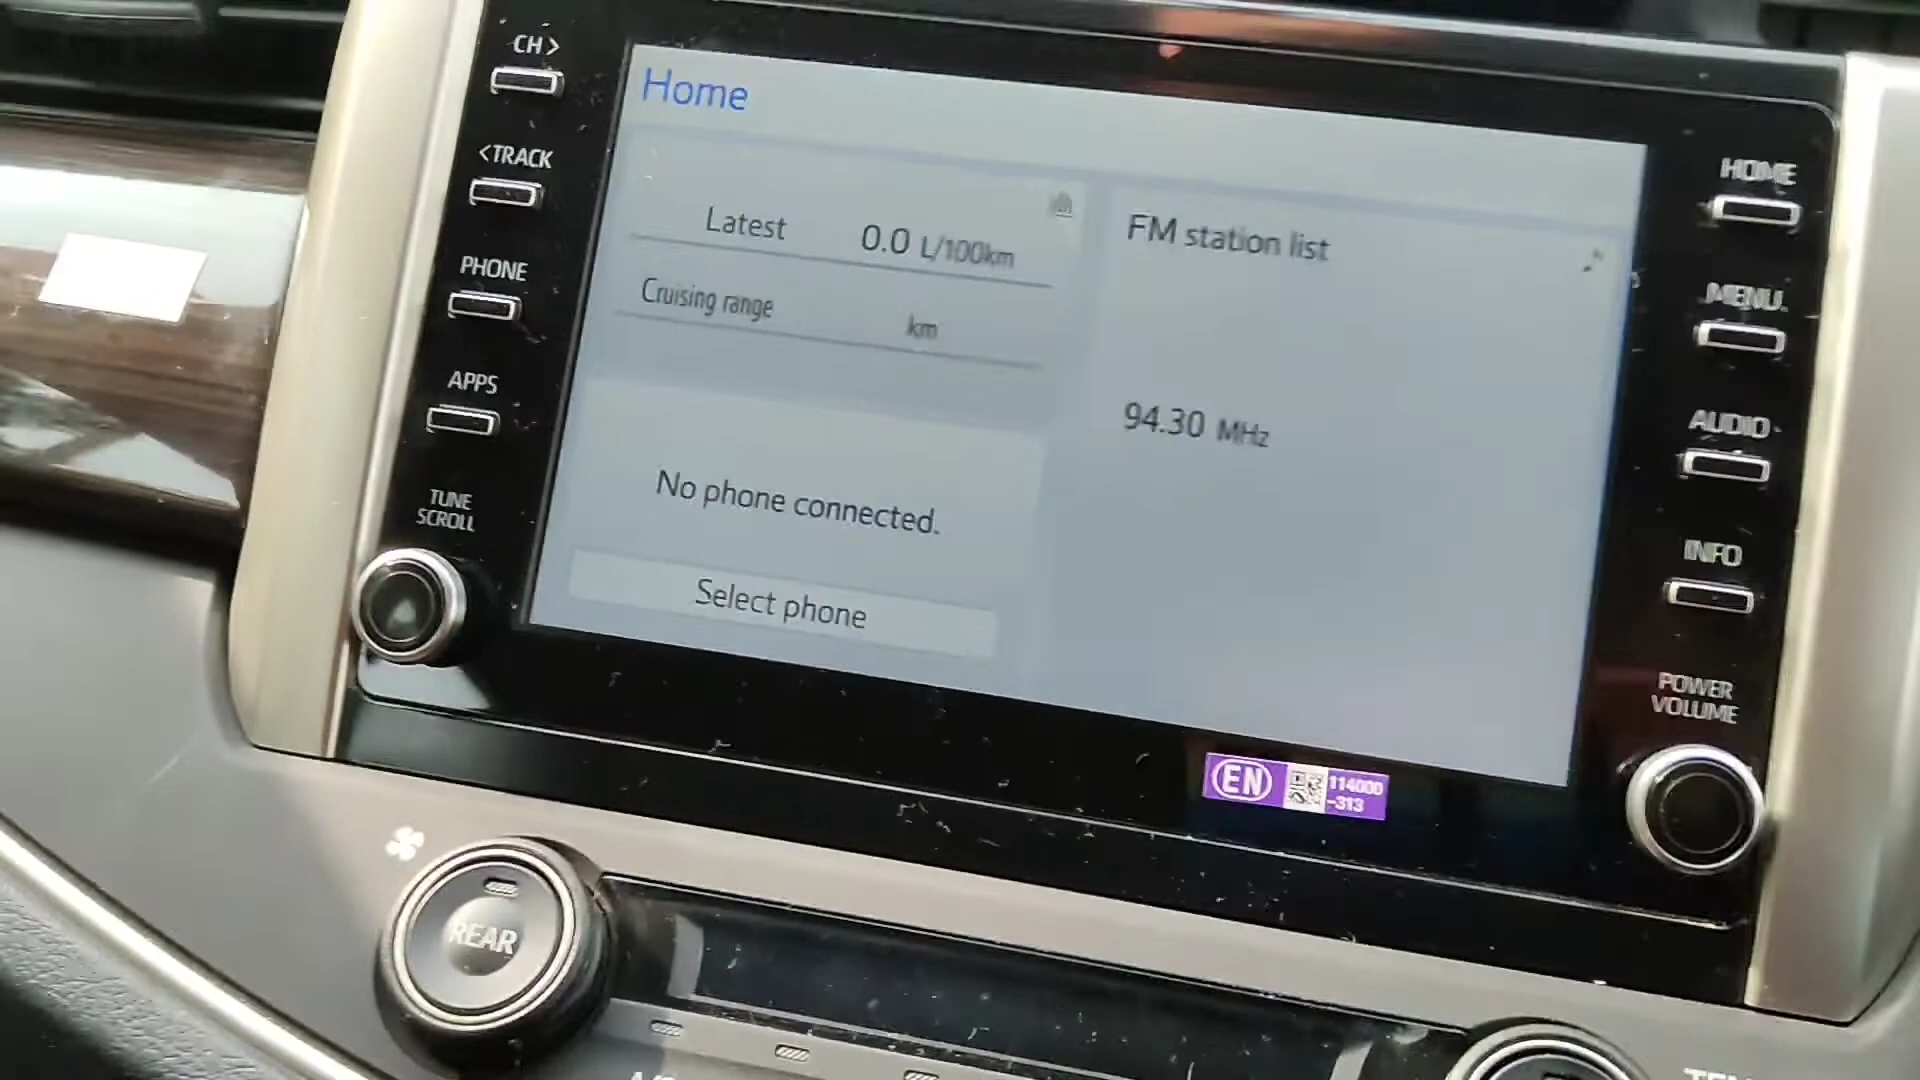 CH>
<TRACK
PHONE
APPS
TUNE
SCROLL
Home
Latest 0.0 L/100km
Cruising range km
No phone connected.
Select phone
FM station list
94.30 MHz
HOME
MENU
AUDIO
INFO
POWER
VOLUME
EN
114000
-313
REAR